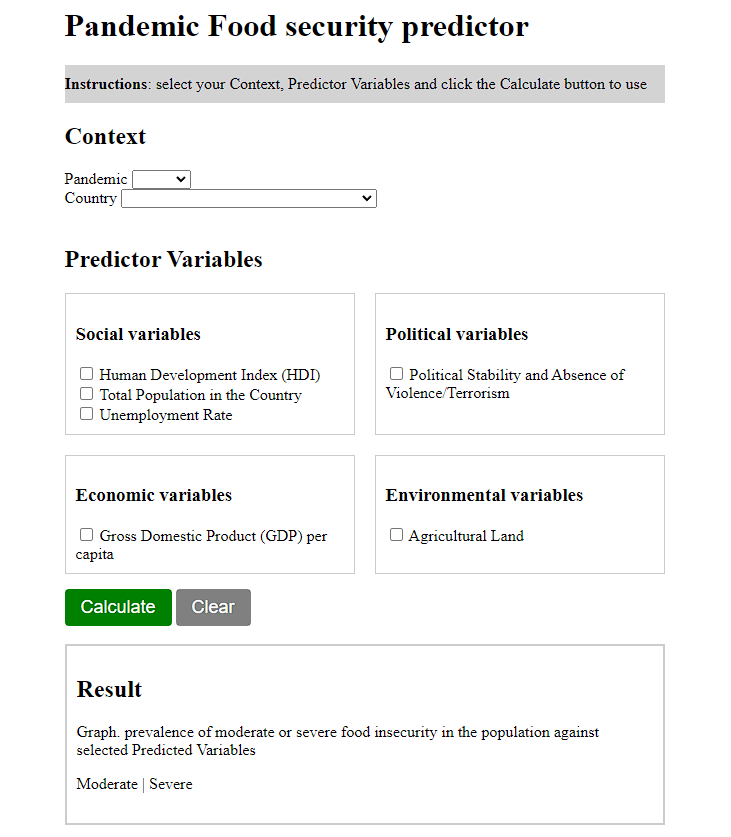 Pandemic Food security predictor
Instructions: select your Context, Predictor Variables and click the Calculate button to use
Context
Pandemic
Country
Predictor Variables
Social variables
Human Development Index (HDI)
Total Population in the Country
Unemployment Rate
Political variables
Political Stability and Absence of
Violence/Terrorism
Economic variables
Gross Domestic Product (GDP) per
capita
Environmental variables
Agricultural Land
Calculate
Clear
Result
Graph. prevalence of moderate or severe food insecurity in the population against
selected Predicted Variables
Moderate | Severe